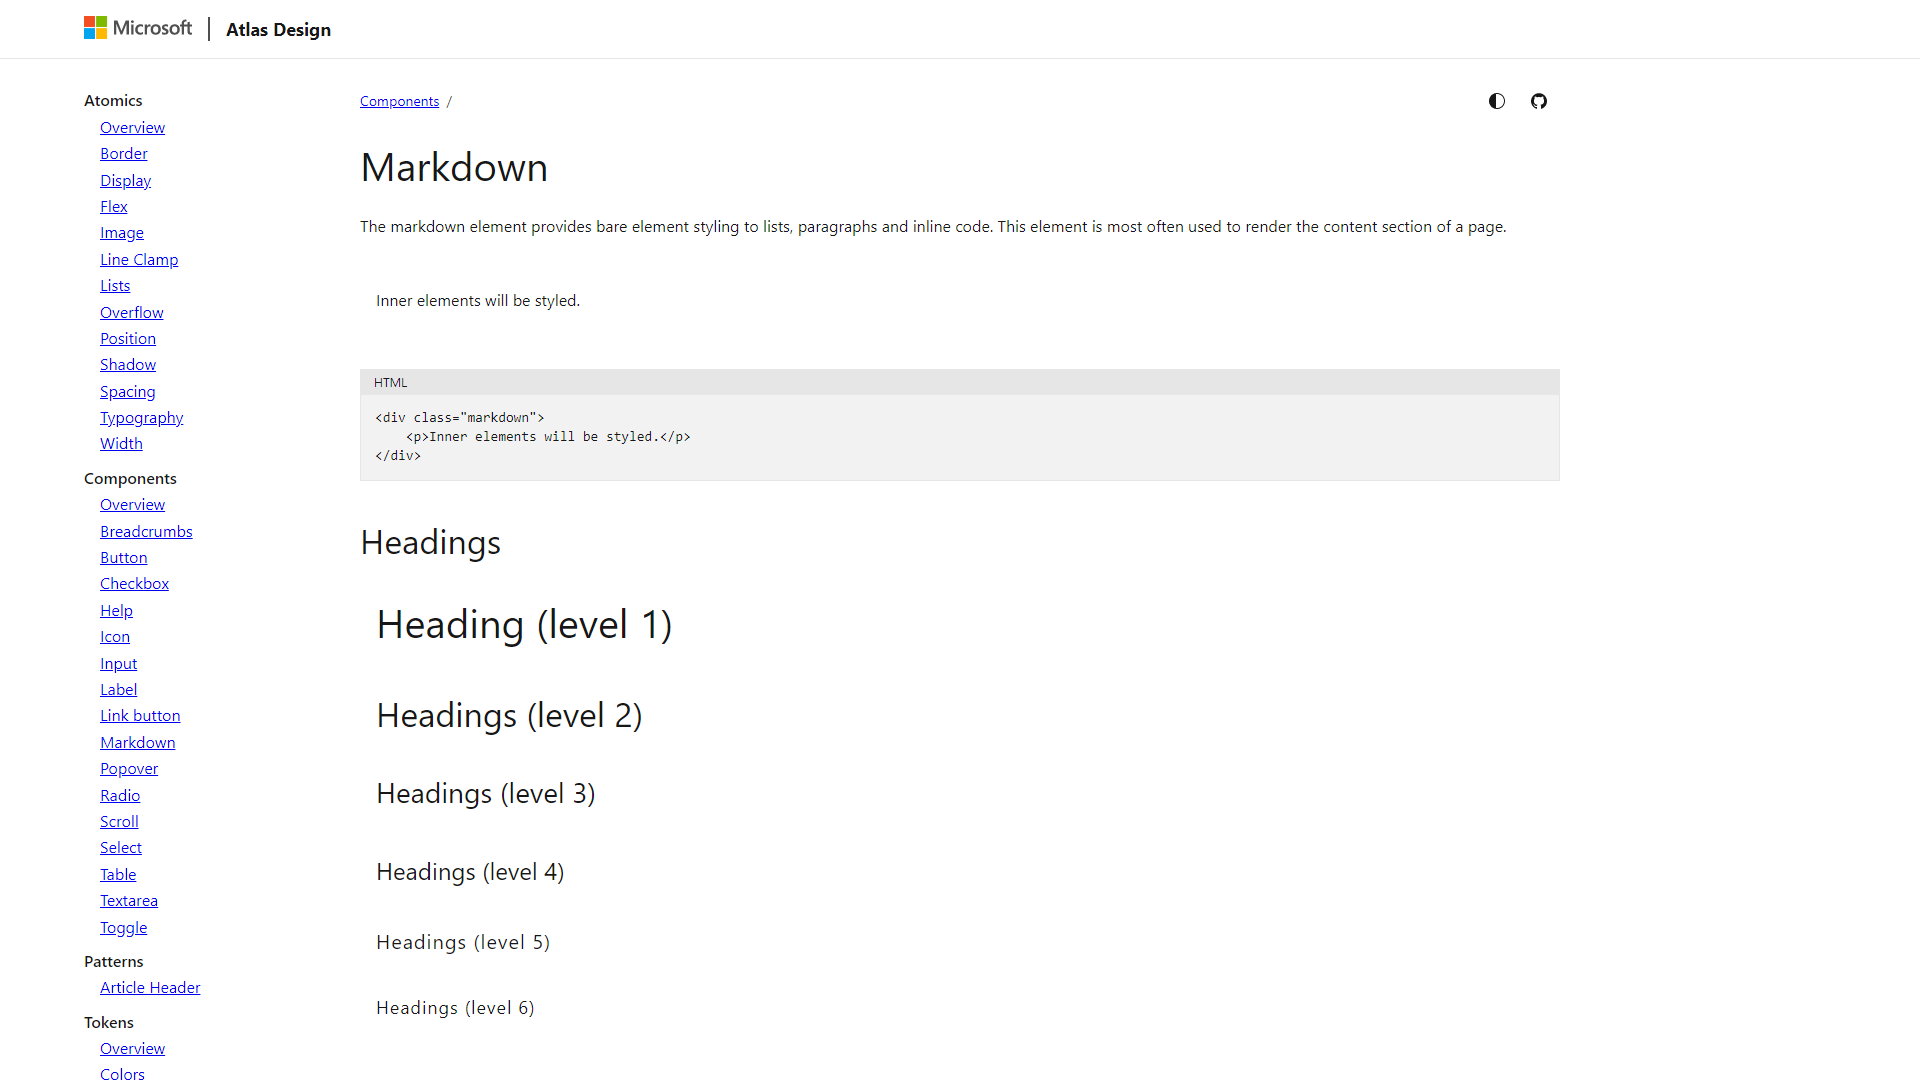 Microsoft
Atlas Design
Atomics
Overview
Border
Display
Flex
Image
Line Clamp
Lists
Overflow
Position
Shadow
Spacing
Typography
Width
Components
Overview
Breadcrumbs
Button
Checkbox
Help
Icon
Input
Label
Link button
Markdown
Popover
Radio
Scroll
Select
Table
Textarea
Toggle
Patterns
Article Header
Tokens
Overview
Colors
Components /
Markdown
The markdown element provides bare element styling to lists, paragraphs and inline code. This element is most often used to render the content section of a page.
Inner elements will be styled.
HTML
<div class="markdown">
    <p>Inner elements will be styled.</p>
</div>
Headings
Heading (level 1)
Headings (level 2)
Headings (level 3)
Headings (level 4)
Headings (level 5)
Headings (level 6)